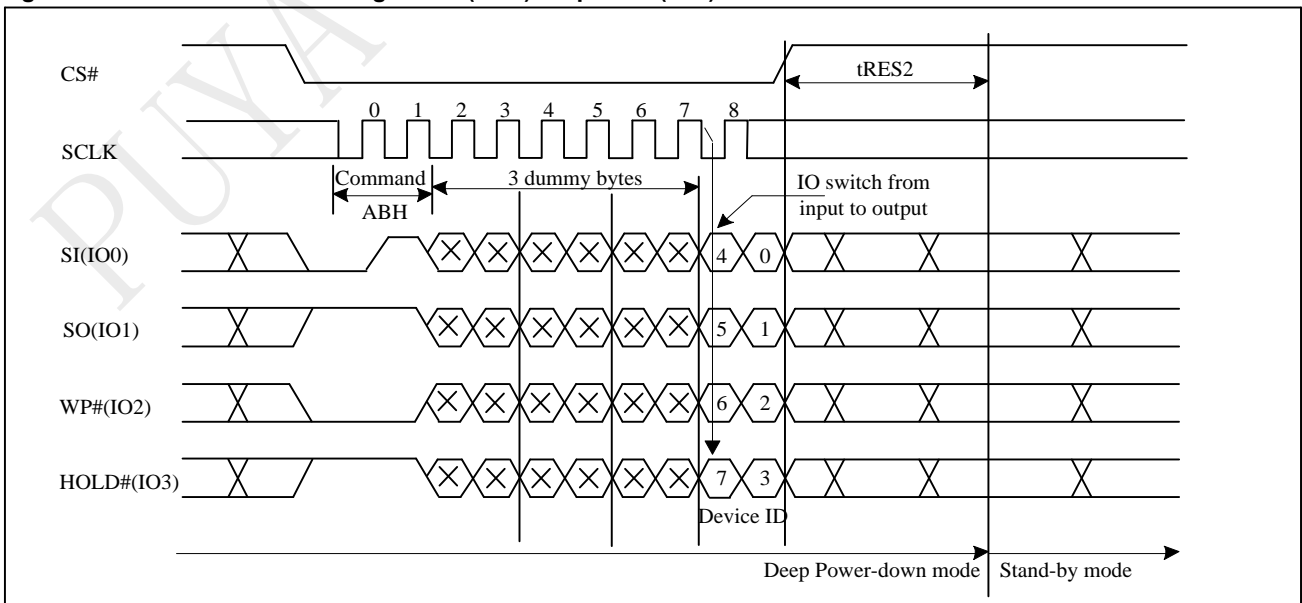 PUYA
CS#
tRES2
0 1 2 3 4 5 6 7 8
SCLK
Command
3 dummy bytes
IO switch from
input to output
ABH
SI(IO0)
4 0
SO(IO1)
5 1
WP#(IO2)
6 2
HOLD#(IO3)
7 3
Device ID
Deep Power-down mode
Stand-by mode